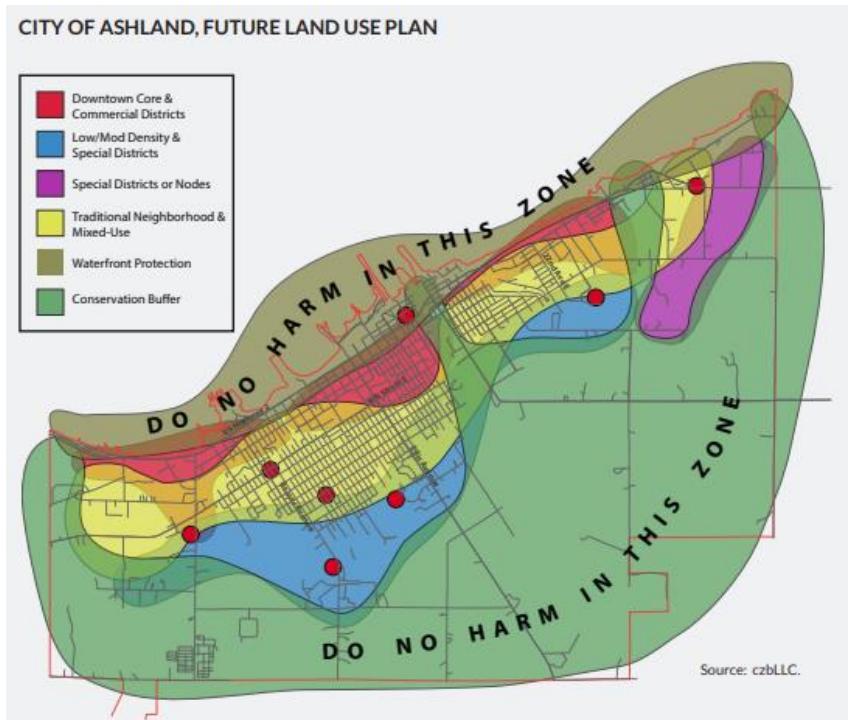 CITY OF ASHLAND, FUTURE LAND USE PLAN
Downtown Core &
Commercial Districts
Low/Mod Density &
Special Districts
Special Districts or Nodes
Traditional Neighborhood &
Mixed-Use
Waterfront Protection
Conservation Buffer
DO NO HARM IN THIS ZONE
DO NO HARM IN THIS ZONE
Source: czbLLC.